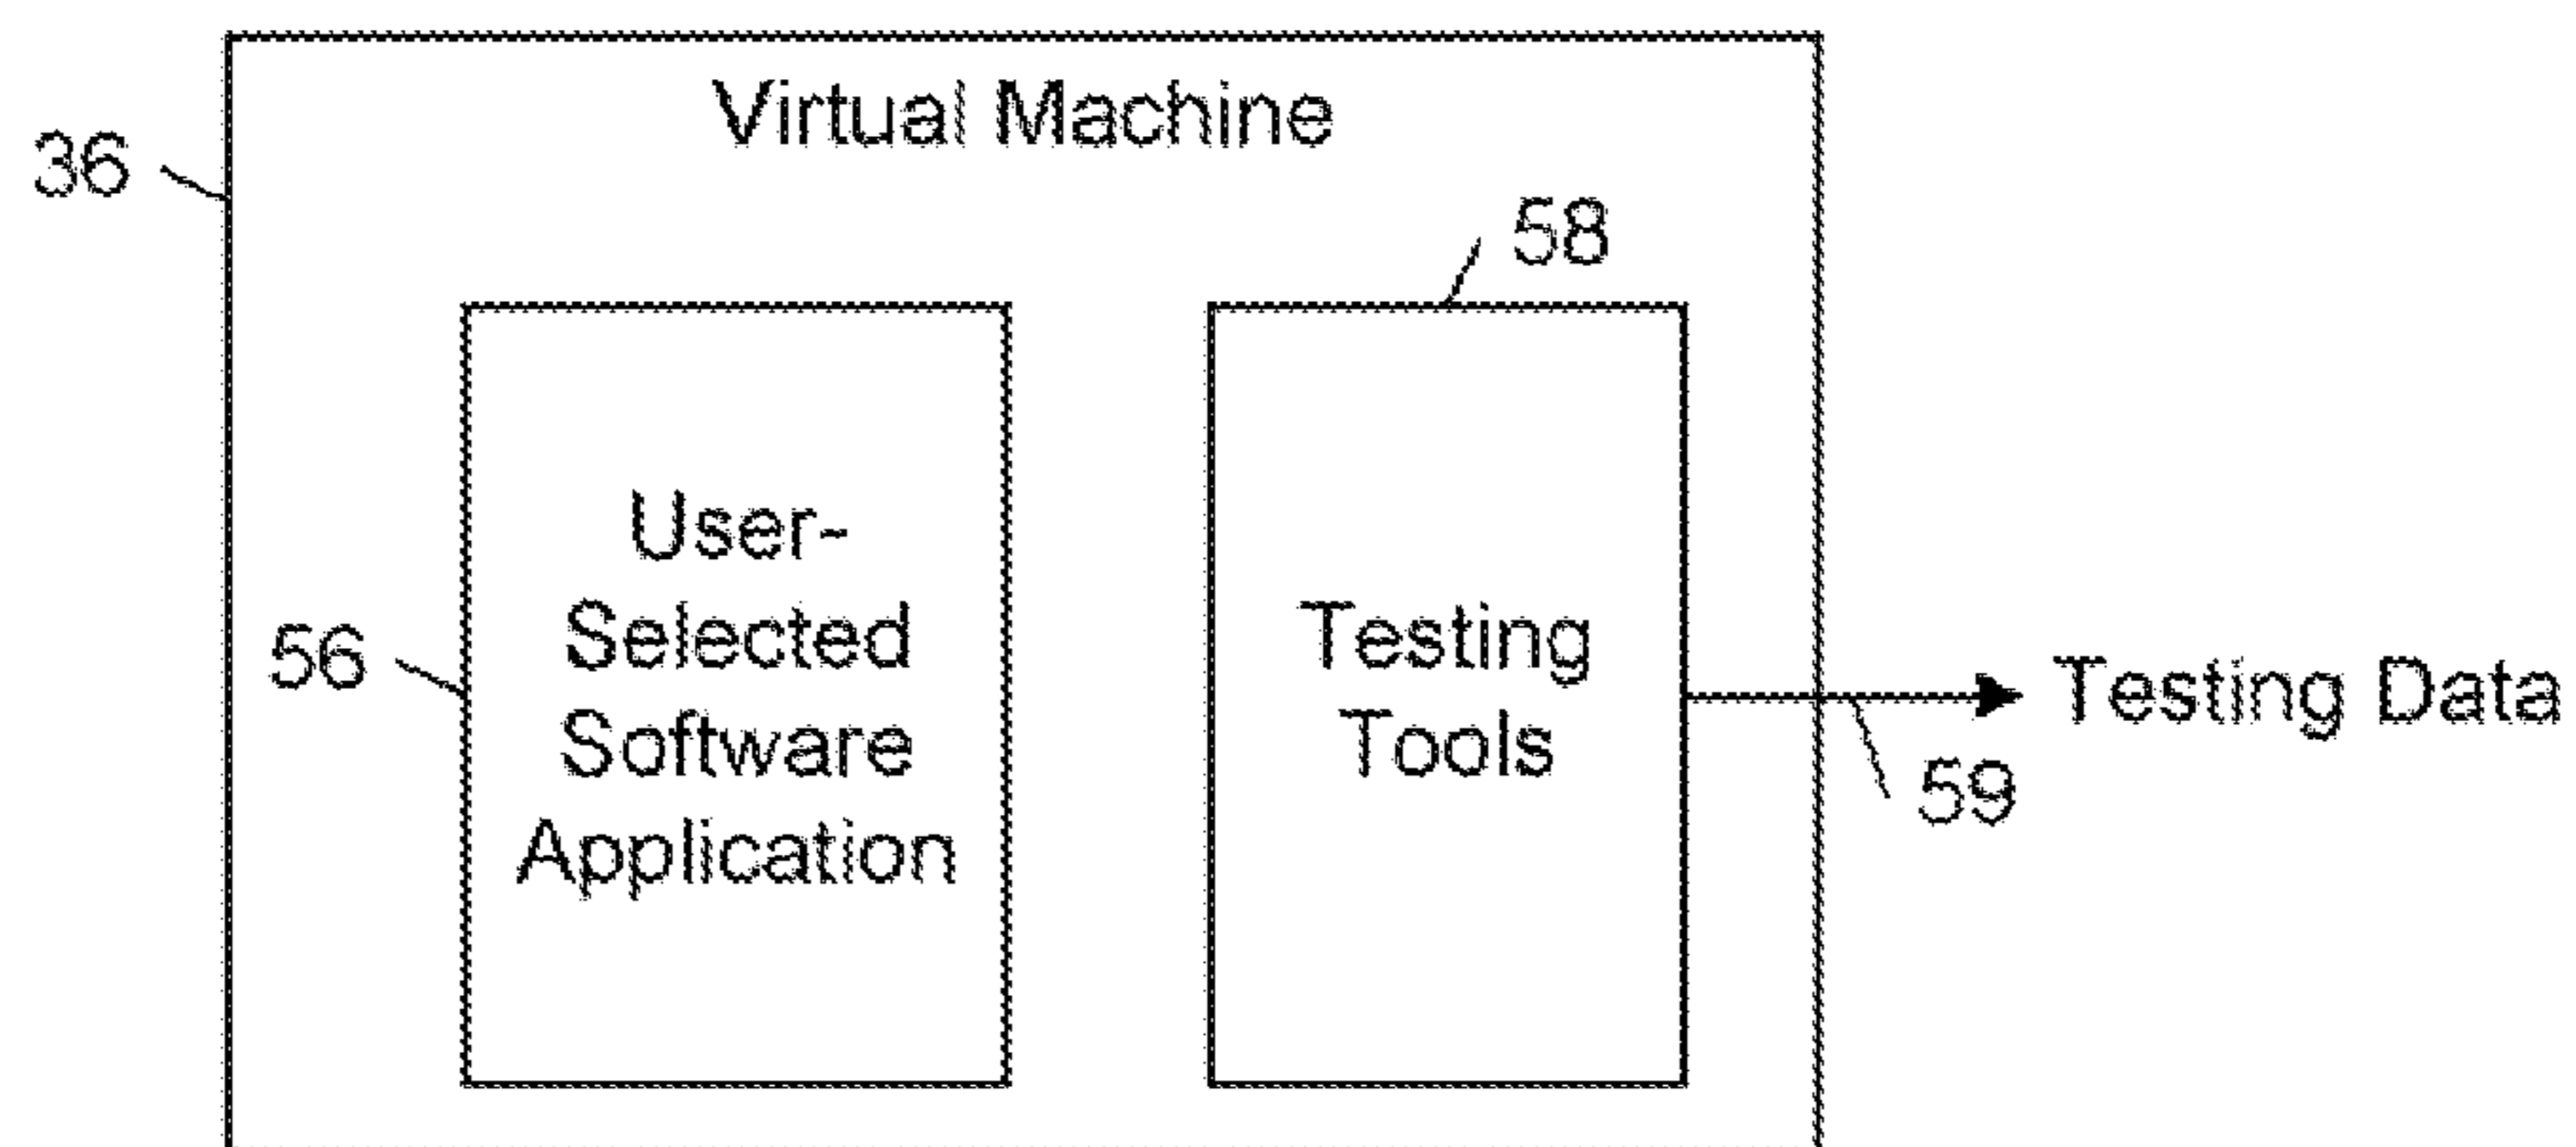 Virtual Machine
36
58
User-
Selected
Software
Application
56
Testing
Tools
Testing Data
59